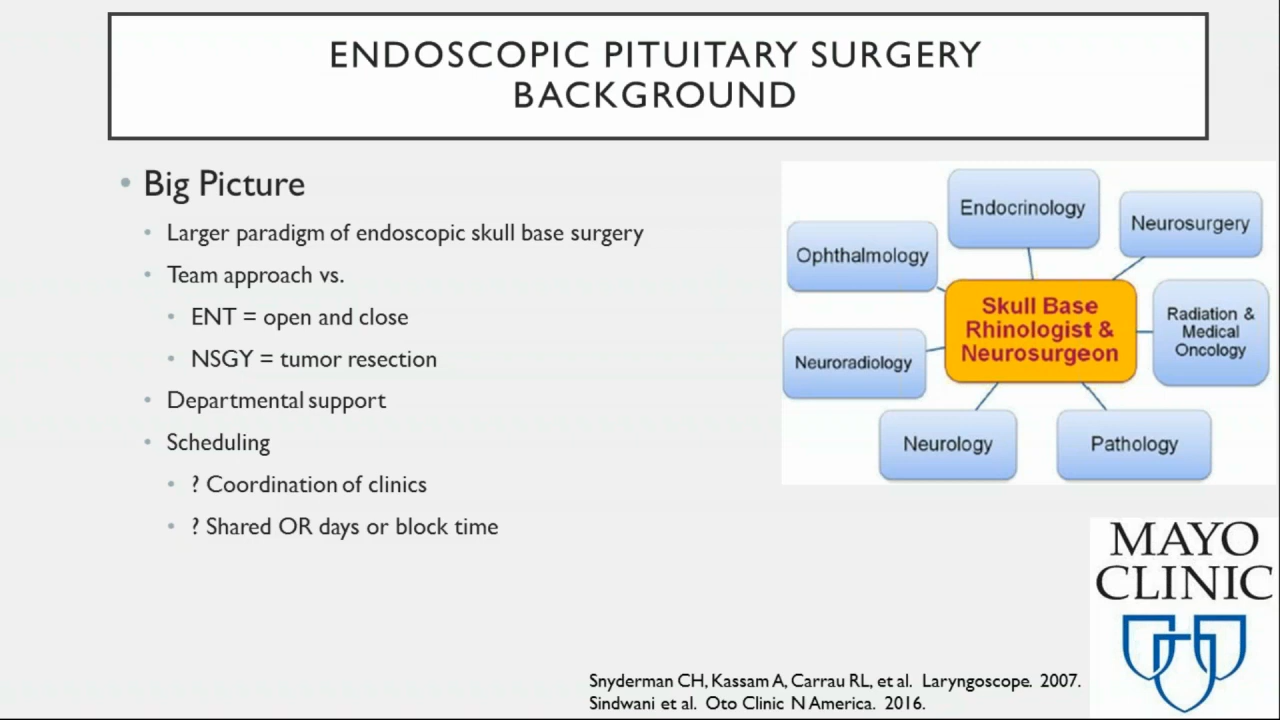 ENDOSCOPIC PITUITARY SURGERY
BACKGROUND
• Big Picture
• Larger paradigm of endoscopic skull base surgery
• Team approach vs.
• ENT = open and close
• NSGY = tumor resection
• Departmental support
• Scheduling
• ? Coordination of clinics
• ? Shared OR days or block time
Endocrinology
Neurosurgery
Ophthalmology
Skull Base
Rhinologist &
Neurosurgeon
Radiation &
Medical
Oncology
Neuroradiology
Neurology
Pathology
MAYO
CLINIC
Snyderman CH, Kassam A, Carrau RL, et al. Laryngoscope. 2007.
Sindwani et al. Oto Clinic N America. 2016.